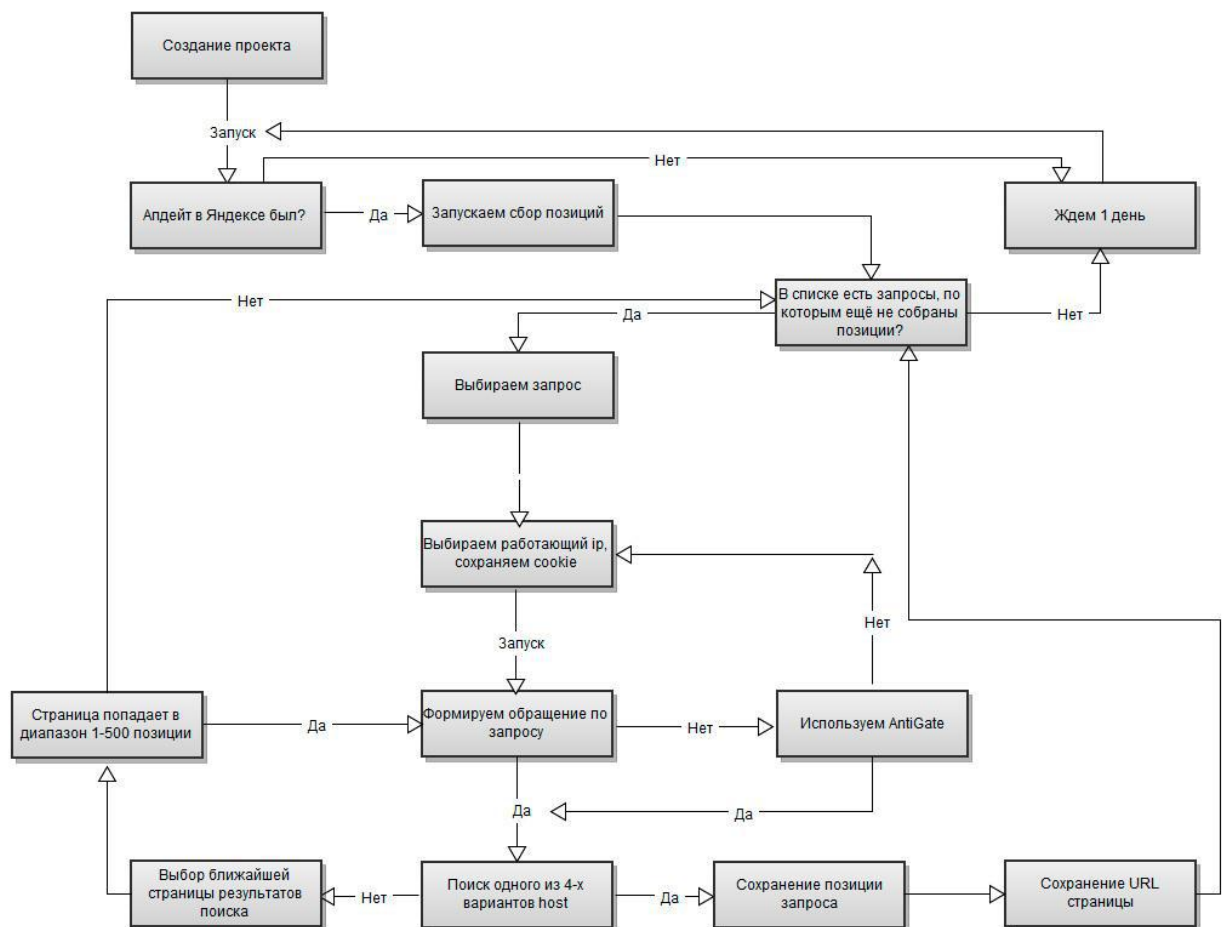 Создание проекта
Запуск
Нет
Апдейт в Яндексе был?
Да
Запускаем сбор позиций
Ждем 1 день
Нет
В списке есть запросы, по
которым ещё не собраны
позиции?
Да
Нет
Выбираем запрос
Выбираем работающий ip,
сохраняем cookie
Нет
Запуск
Страница попадает в
диапазон 1-500 позиции
Да
Формируем обращение по
запросу
Нет
Используем AntiGate
Да
Да
Выбор ближайшей
страницы результатов
поиска
Нет
Поиск одного из 4-х
вариантов host
Да
Сохранение позиции
запроса
Сохранение URL
страницы